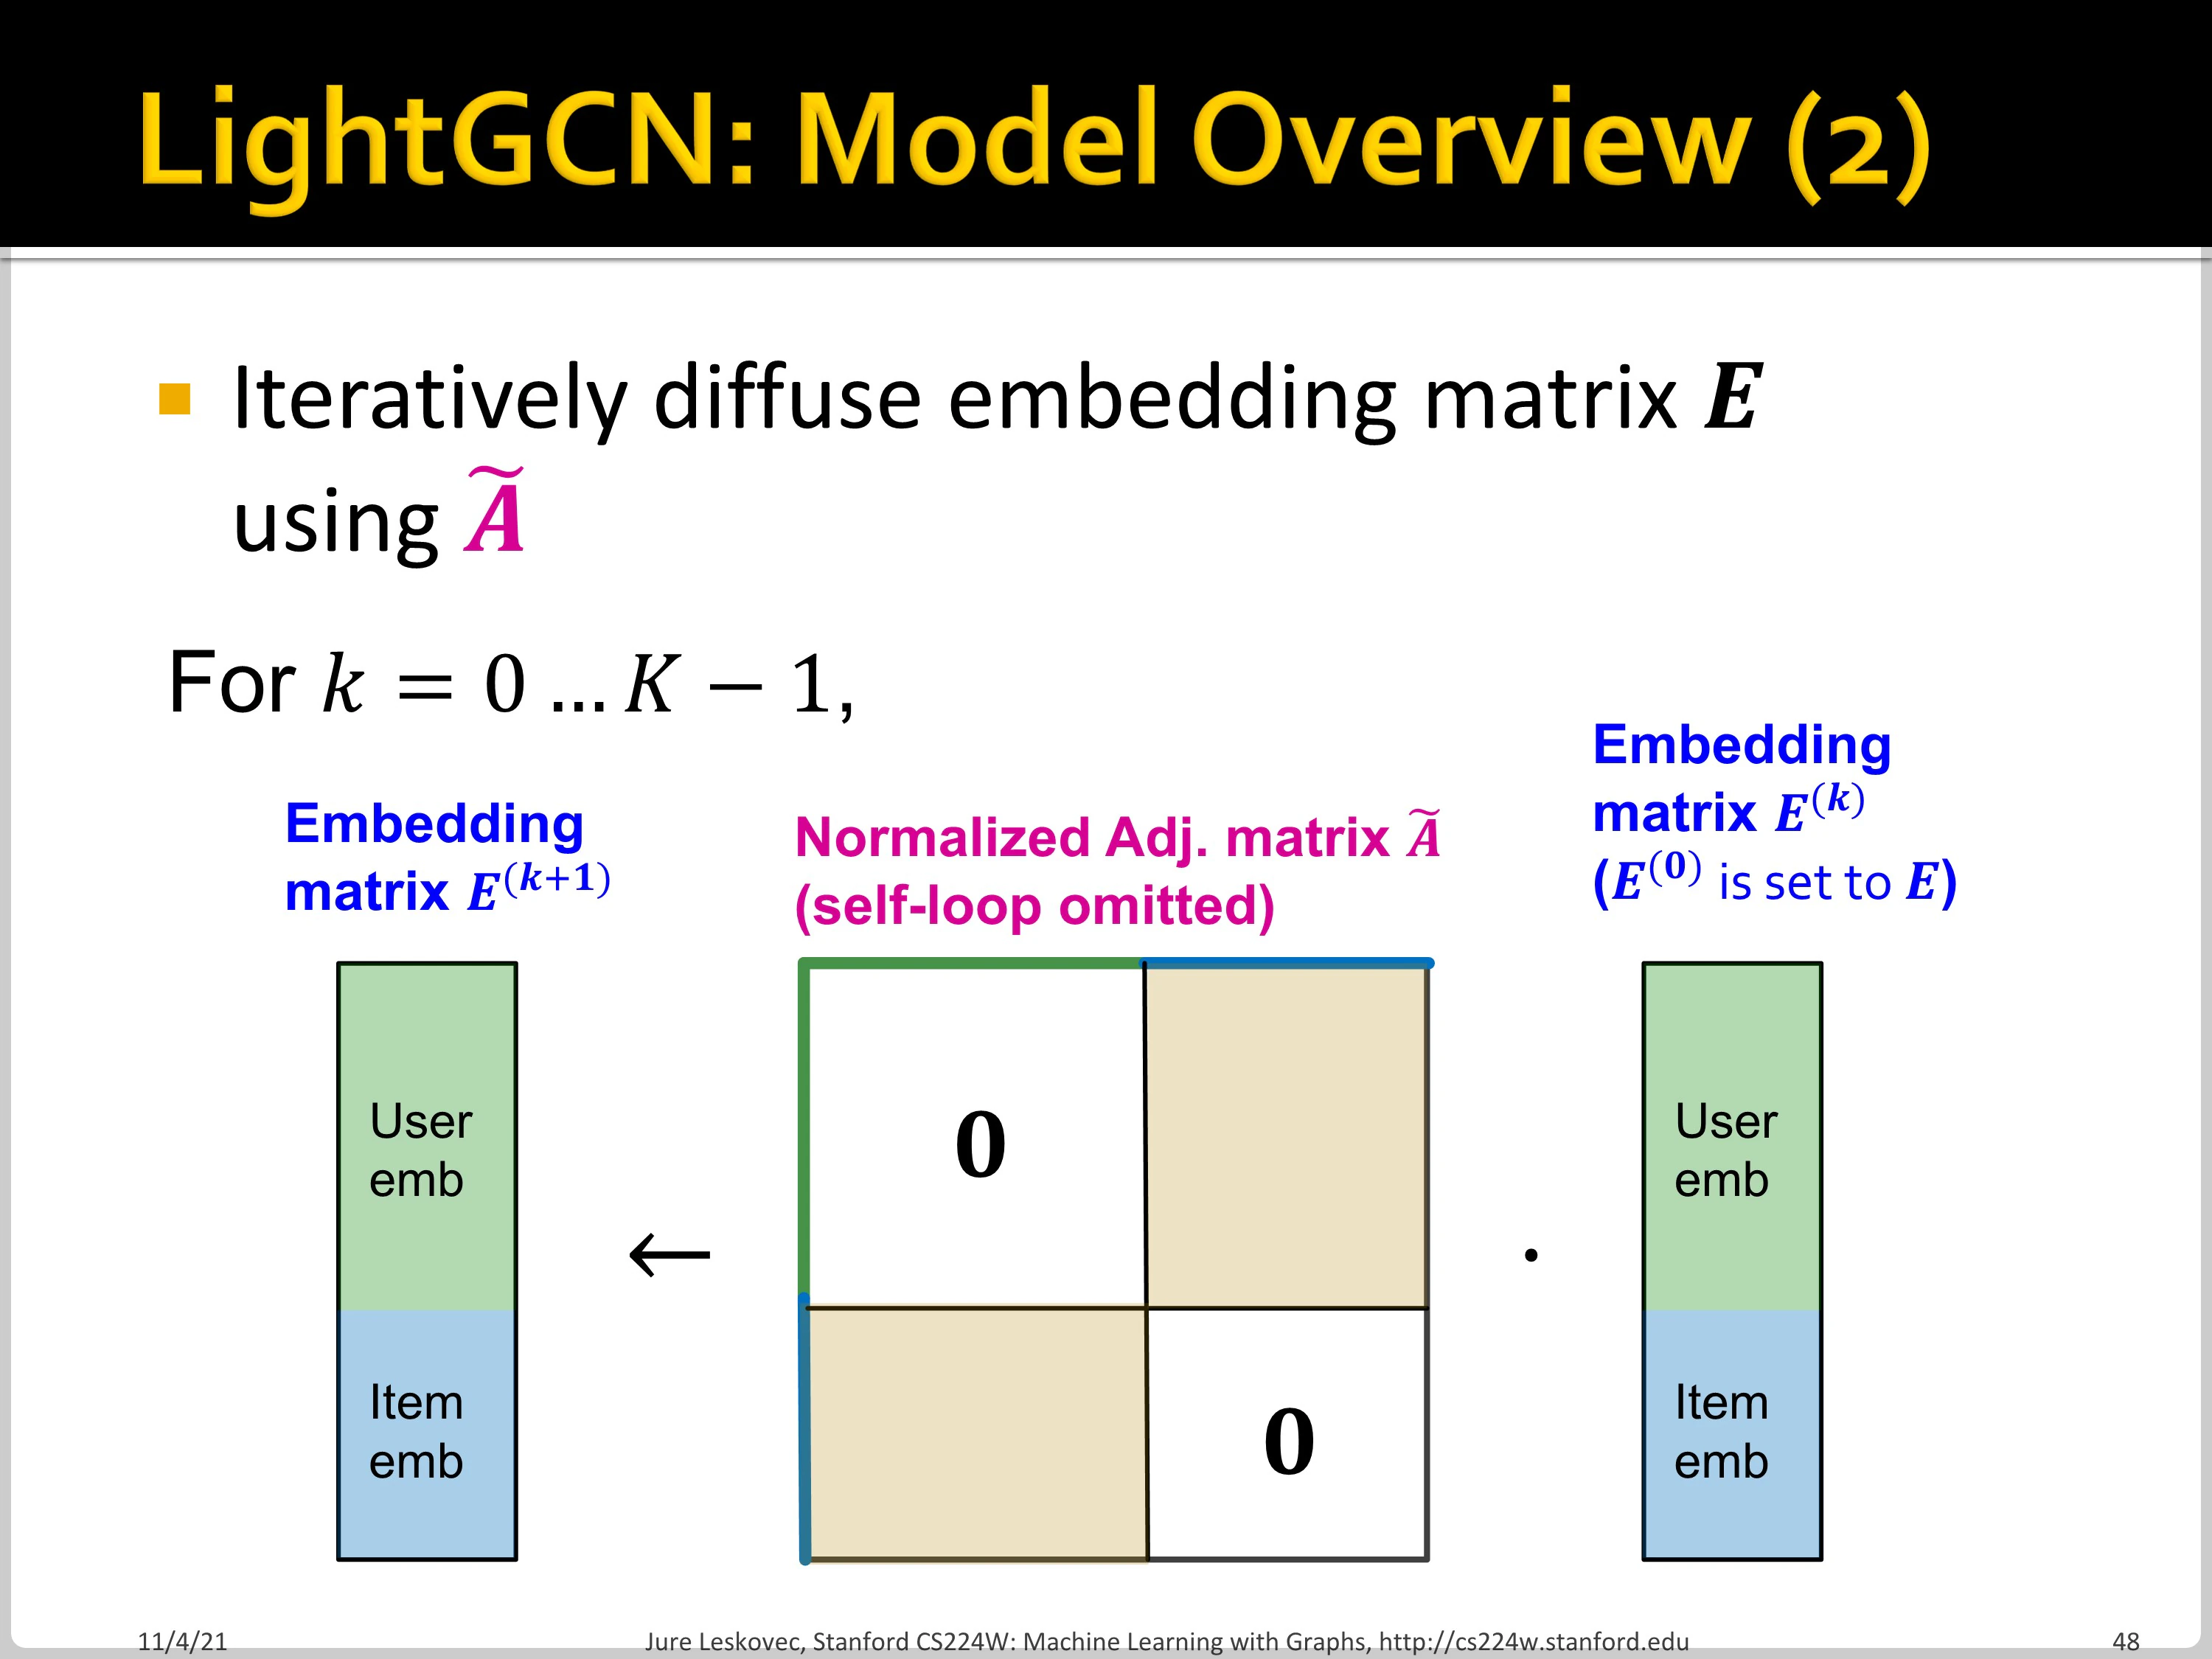 LightGCN: Model Overview (2)
Iteratively diffuse embedding matrix E
using Ã
For k = 0 … K − 1,
Embedding
matrix E^(k+1)
Normalized Adj. matrix Ã
(self-loop omitted)
Embedding
matrix E^(k)
(E^(0) is set to E)
User
emb
Item
emb
←
0
0
·
User
emb
Item
emb
11/4/21
Jure Leskovec, Stanford CS224W: Machine Learning with Graphs, http://cs224w.stanford.edu
48